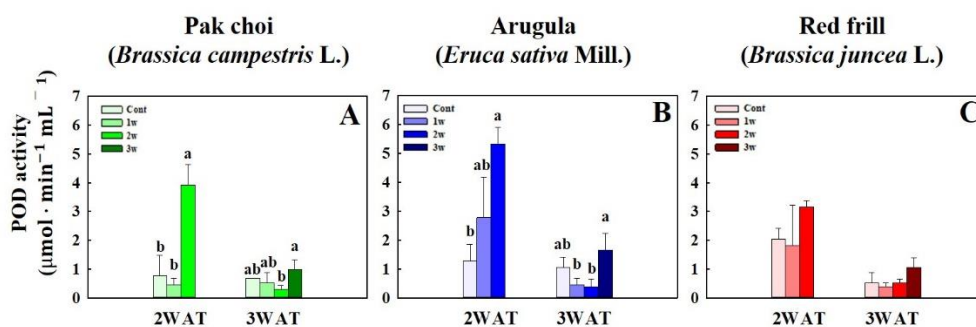 Pak choi
(Brassica campestris L.)
Arugula
(Eruca sativa Mill.)
Red frill
(Brassica juncea L.)
POD activity
(μmol · min⁻¹ mL⁻¹)
7
6
5
4
3
2
1
0
Cont
1w
2w
3w
A
b
b
a
ab
ab
b
a
2WAT
3WAT
7
6
5
4
3
2
1
0
Cont
1w
2w
3w
B
b
ab
a
ab
b
b
a
2WAT
3WAT
7
6
5
4
3
2
1
0
Cont
1w
2w
3w
C
2WAT
3WAT